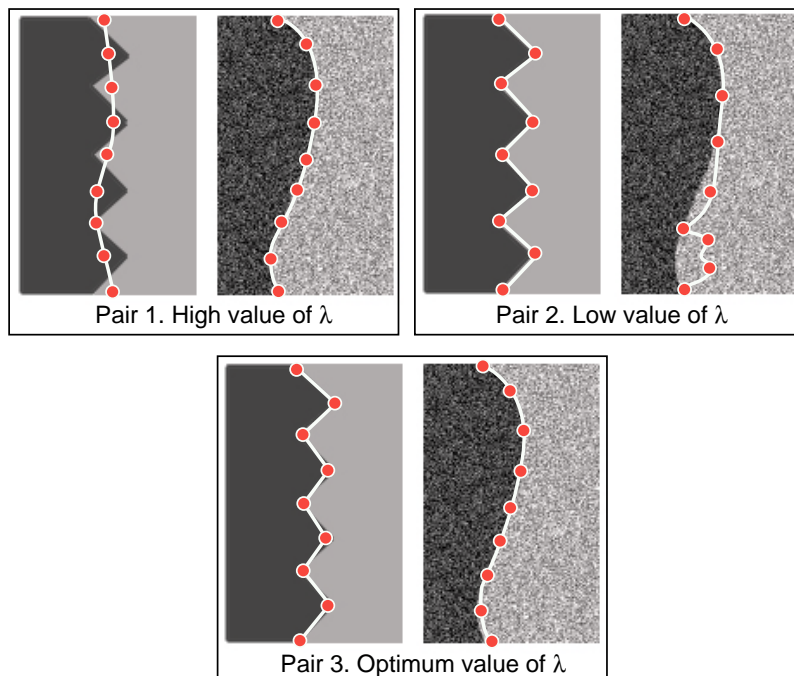 Pair 1. High value of λ
Pair 2. Low value of λ
Pair 3. Optimum value of λ